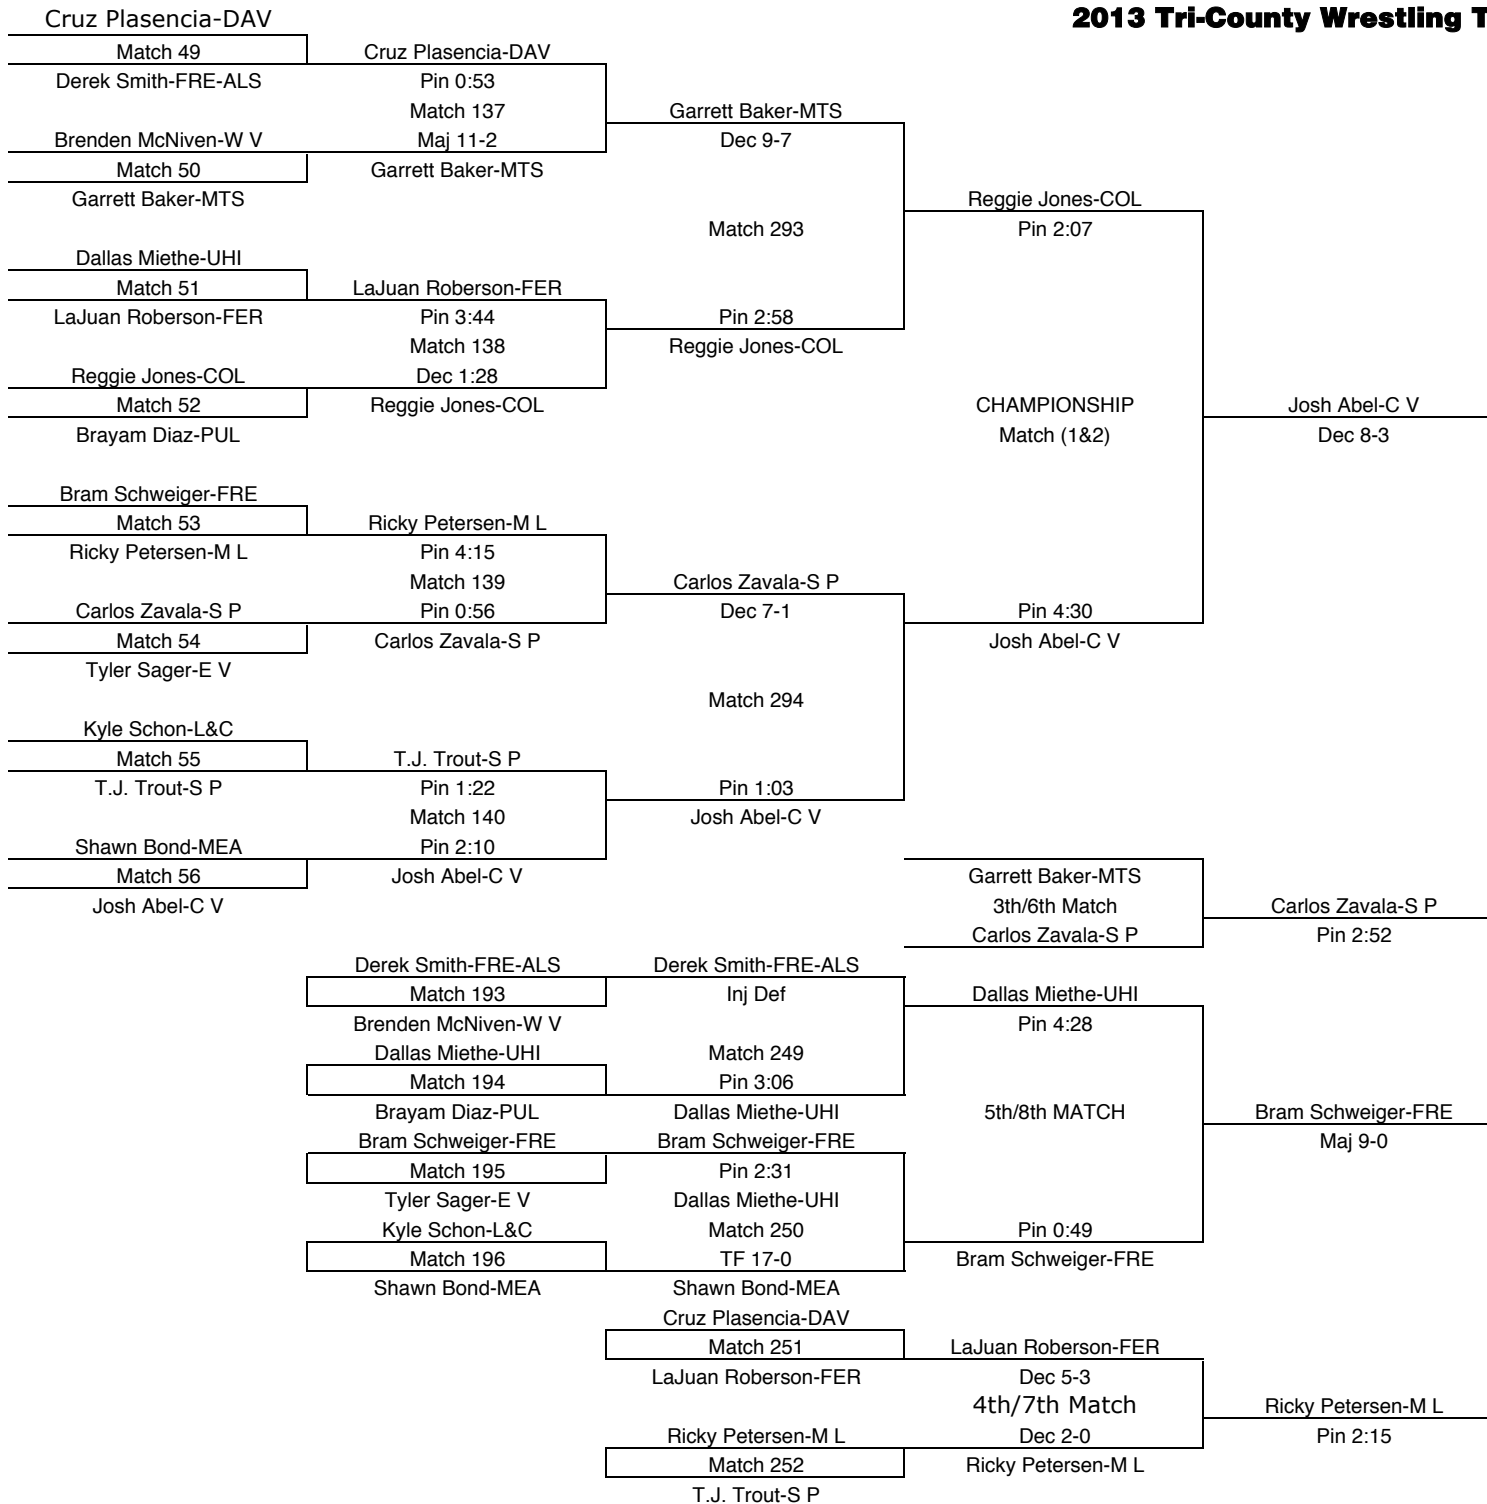 2013 Tri-County Wrestling T
Cruz Plasencia-DAV
Match 49
Derek Smith-FRE-ALS
Brenden McNiven-W V
Match 50
Garrett Baker-MTS
Dallas Miethe-UHI
Match 51
LaJuan Roberson-FER
Reggie Jones-COL
Match 52
Brayam Diaz-PUL
Bram Schweiger-FRE
Match 53
Ricky Petersen-M L
Carlos Zavala-S P
Match 54
Tyler Sager-E V
Kyle Schon-L&C
Match 55
T.J. Trout-S P
Shawn Bond-MEA
Match 56
Josh Abel-C V
Cruz Plasencia-DAV
Pin 0:53
Match 137
Maj 11-2
Garrett Baker-MTS
LaJuan Roberson-FER
Pin 3:44
Match 138
Dec 1:28
Reggie Jones-COL
Ricky Petersen-M L
Pin 4:15
Match 139
Pin 0:56
Carlos Zavala-S P
T.J. Trout-S P
Pin 1:22
Match 140
Pin 2:10
Josh Abel-C V
Garrett Baker-MTS
Dec 9-7
Match 293
Pin 2:58
Reggie Jones-COL
Carlos Zavala-S P
Dec 7-1
Match 294
Pin 1:03
Josh Abel-C V
Reggie Jones-COL
Pin 2:07
CHAMPIONSHIP
Match (1&2)
Pin 4:30
Josh Abel-C V
Josh Abel-C V
Dec 8-3
Garrett Baker-MTS
3th/6th Match
Carlos Zavala-S P
Carlos Zavala-S P
Pin 2:52
Derek Smith-FRE-ALS
Match 193
Brenden McNiven-W V
Dallas Miethe-UHI
Match 194
Brayam Diaz-PUL
Bram Schweiger-FRE
Match 195
Tyler Sager-E V
Kyle Schon-L&C
Match 196
Shawn Bond-MEA
Derek Smith-FRE-ALS
Inj Def
Match 249
Pin 3:06
Dallas Miethe-UHI
Bram Schweiger-FRE
Pin 2:31
Dallas Miethe-UHI
Match 250
TF 17-0
Shawn Bond-MEA
Dallas Miethe-UHI
Pin 4:28
5th/8th MATCH
Pin 0:49
Bram Schweiger-FRE
Bram Schweiger-FRE
Maj 9-0
Cruz Plasencia-DAV
Match 251
LaJuan Roberson-FER
Ricky Petersen-M L
Match 252
T.J. Trout-S P
LaJuan Roberson-FER
Dec 5-3
4th/7th Match
Dec 2-0
Ricky Petersen-M L
Ricky Petersen-M L
Pin 2:15